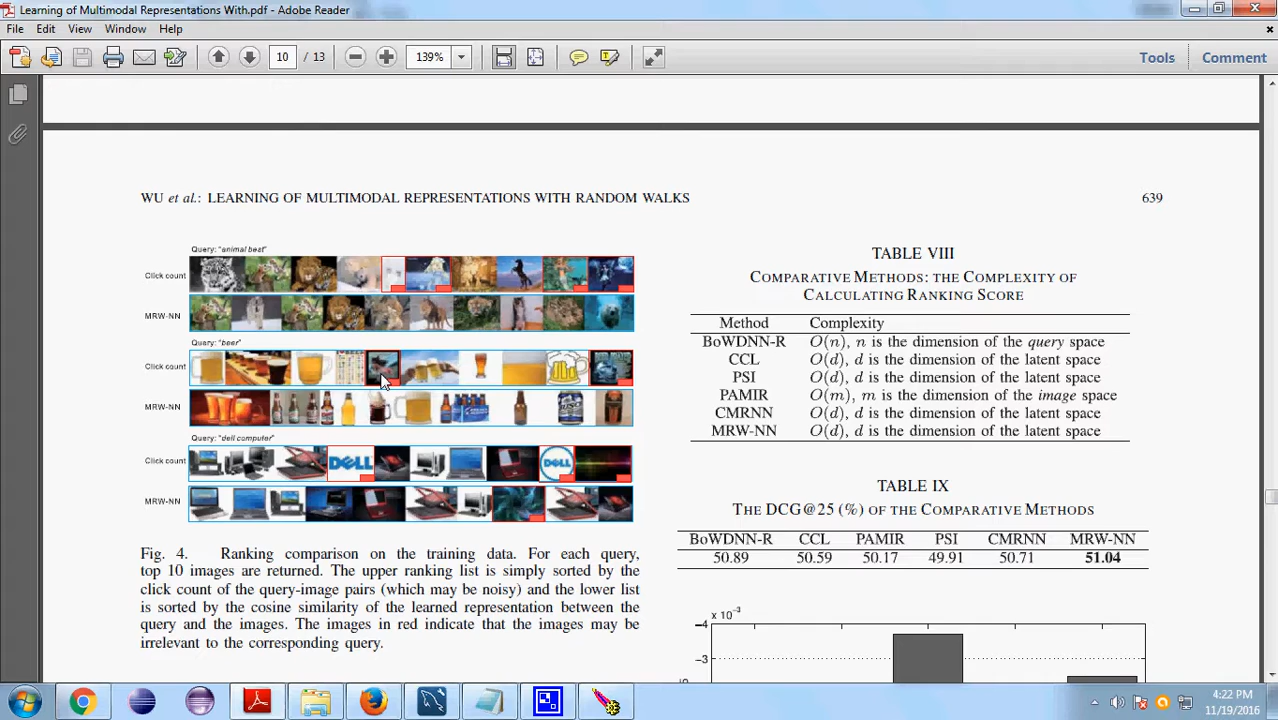 Learning of Multimodal Representations With.pdf - Adobe Reader
File Edit View Window Help
10 / 13 139% Tools Comment
WU et al.: LEARNING OF MULTIMODAL REPRESENTATIONS WITH RANDOM WALKS 639
Query: "animal beat"
Click count
MRW-NN
Query: "beer"
Click count
MRW-NN
Query: "dell computer"
Click count
DELL
DELL
MRW-NN
Fig. 4. Ranking comparison on the training data. For each query,
top 10 images are returned. The upper ranking list is simply sorted by the
click count of the query-image pairs (which may be noisy) and the lower list
is sorted by the cosine similarity of the learned representation between the
query and the images. The images in red indicate that the images may be
irrelevant to the corresponding query.
TABLE VIII
COMPARATIVE METHODS: THE COMPLEXITY OF
CALCULATING RANKING SCORE
Method Complexity
BoWDNN-R O(n), n is the dimension of the query space
CCL O(d), d is the dimension of the latent space
PSI O(d), d is the dimension of the latent space
PAMIR O(m), m is the dimension of the image space
CMRNN O(d), d is the dimension of the latent space
MRW-NN O(d), d is the dimension of the latent space
TABLE IX
THE DCG@25 (%) OF THE COMPARATIVE METHODS
BoWDNN-R CCL PAMIR PSI CMRNN MRW-NN
50.89 50.59 50.17 49.91 50.71 51.04
x 10⁻³
-4
-3
4:22 PM
11/19/2016